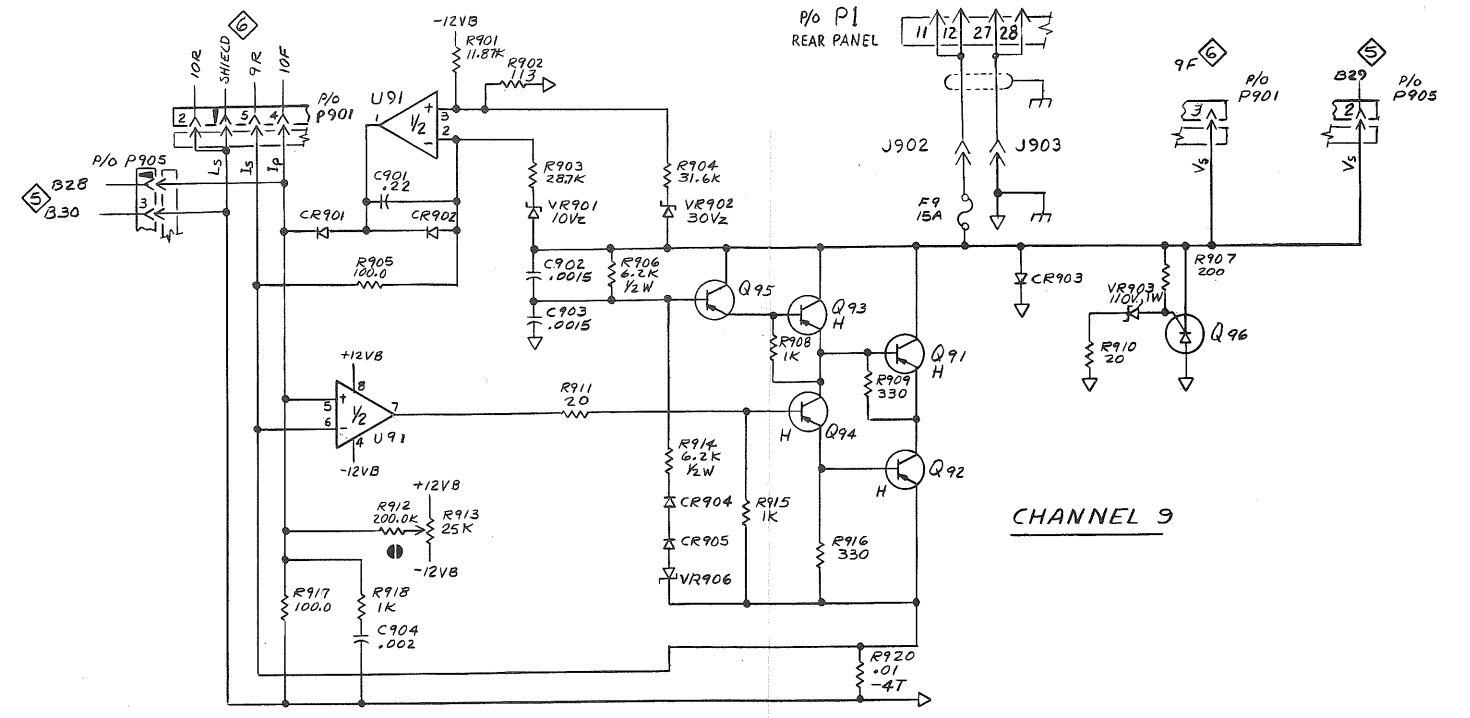 10R
SHIELD
9R
10F
6
2
5
4
P/O
P901
P/O P905
5
B28
B30
3
Ls
Is
Ip
-12VB
R901
11.87K
R902
113
U91
1
1/2
+
3
2
-
C901
.22
CR901
CR902
R905
100.0
R903
28.7K
VR901
10Vz
R904
31.6K
VR902
30Vz
C902
.0015
R906
6.2K
1/2W
C903
.0015
Q95
Q93
H
R908
1K
Q91
H
R909
330
Q94
H
Q92
H
P/O P1
REAR PANEL
11
12
27
28
J902
J903
F9
15A
6
9F
P/O
P901
3
Vs
5
B29
P/O
P905
2
Vs
CR903
R907
200
VR903
110V, 1W
R910
20
Q96
+12VB
8
5
+
1/2
7
6
-
4
U91
-12VB
R911
20
R914
6.2K
1/2W
CR904
CR905
VR906
R915
1K
R916
330
+12VB
R912
200.0K
R913
25K
-12VB
R917
100.0
R918
1K
C904
.002
R920
.01
-4T
CHANNEL 9